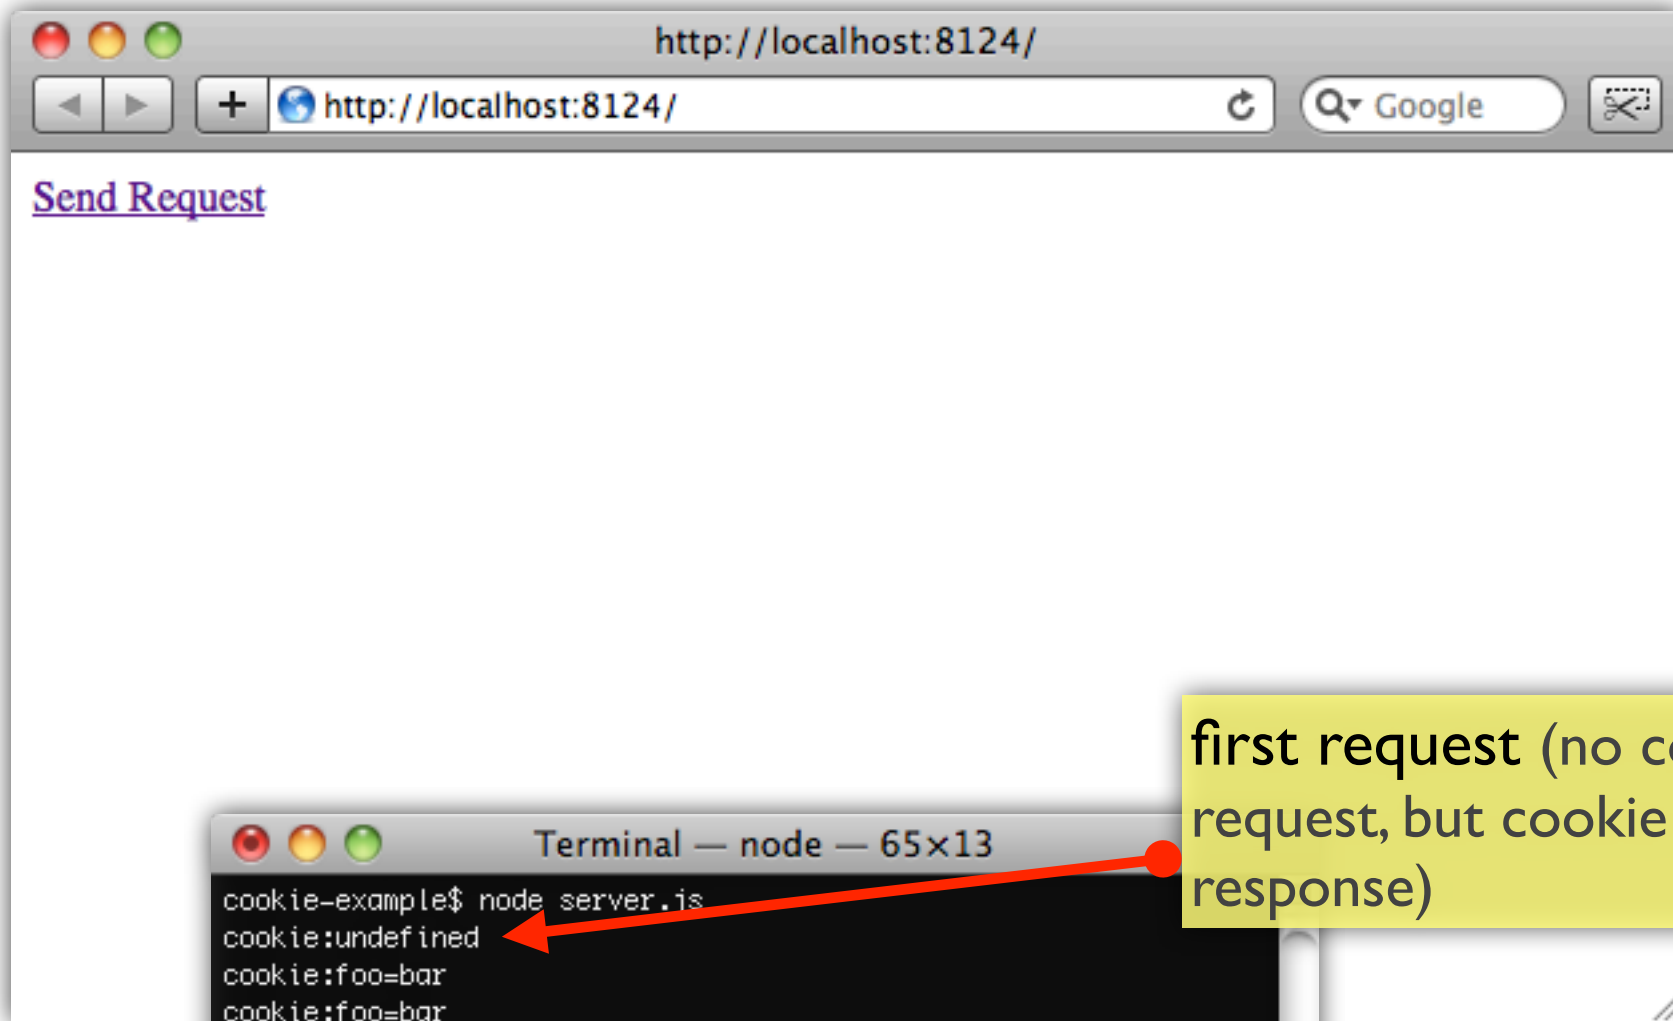 http://localhost:8124/
+ http://localhost:8124/ Google
Send Request
first request (no
request, but cookie
response)
Terminal — node — 65×13
cookie-example$ node server.js
cookie:undefined
cookie:foo=bar
cookie:foo=bar